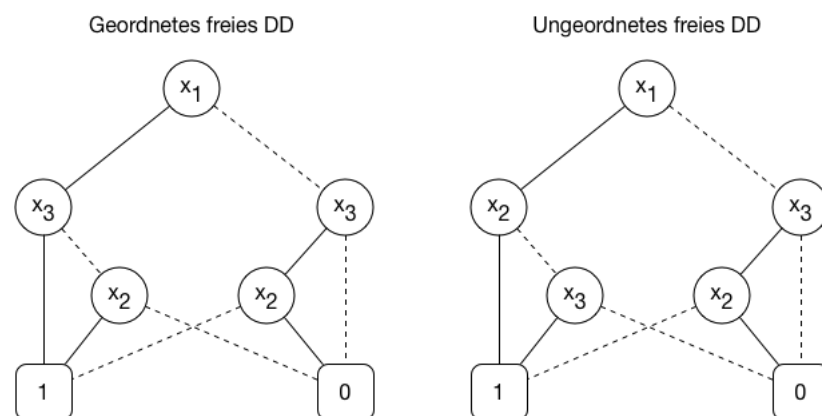 Geordnetes freies DD
x1
x3
x3
x2
x2
1
0
Ungeordnetes freies DD
x1
x2
x3
x3
x2
1
0